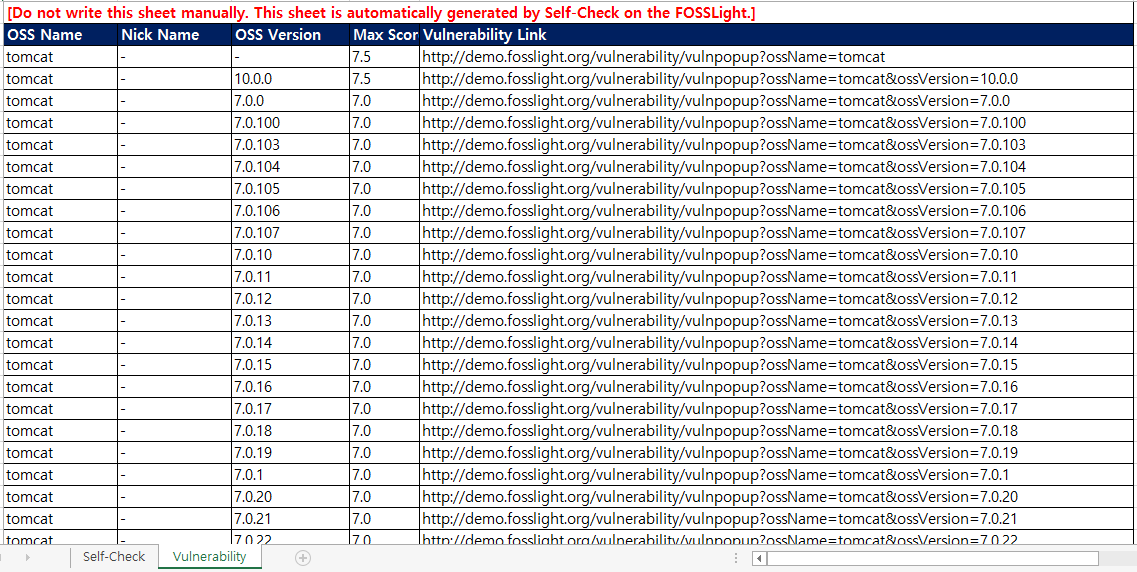 [Do not write this sheet manually. This sheet is automatically generated by Self-Check on the FOSSLight.]
OSS Name Nick Name OSS Version Max Scor Vulnerability Link
tomcat - - 7.5 http://demo.fosslight.org/vulnerability/vulnpopup?ossName=tomcat
tomcat - 10.0.0 7.5 http://demo.fosslight.org/vulnerability/vulnpopup?ossName=tomcat&ossVersion=10.0.0
tomcat - 7.0.0 7.0 http://demo.fosslight.org/vulnerability/vulnpopup?ossName=tomcat&ossVersion=7.0.0
tomcat - 7.0.100 7.0 http://demo.fosslight.org/vulnerability/vulnpopup?ossName=tomcat&ossVersion=7.0.100
tomcat - 7.0.103 7.0 http://demo.fosslight.org/vulnerability/vulnpopup?ossName=tomcat&ossVersion=7.0.103
tomcat - 7.0.104 7.0 http://demo.fosslight.org/vulnerability/vulnpopup?ossName=tomcat&ossVersion=7.0.104
tomcat - 7.0.105 7.0 http://demo.fosslight.org/vulnerability/vulnpopup?ossName=tomcat&ossVersion=7.0.105
tomcat - 7.0.106 7.0 http://demo.fosslight.org/vulnerability/vulnpopup?ossName=tomcat&ossVersion=7.0.106
tomcat - 7.0.107 7.0 http://demo.fosslight.org/vulnerability/vulnpopup?ossName=tomcat&ossVersion=7.0.107
tomcat - 7.0.10 7.0 http://demo.fosslight.org/vulnerability/vulnpopup?ossName=tomcat&ossVersion=7.0.10
tomcat - 7.0.11 7.0 http://demo.fosslight.org/vulnerability/vulnpopup?ossName=tomcat&ossVersion=7.0.11
tomcat - 7.0.12 7.0 http://demo.fosslight.org/vulnerability/vulnpopup?ossName=tomcat&ossVersion=7.0.12
tomcat - 7.0.13 7.0 http://demo.fosslight.org/vulnerability/vulnpopup?ossName=tomcat&ossVersion=7.0.13
tomcat - 7.0.14 7.0 http://demo.fosslight.org/vulnerability/vulnpopup?ossName=tomcat&ossVersion=7.0.14
tomcat - 7.0.15 7.0 http://demo.fosslight.org/vulnerability/vulnpopup?ossName=tomcat&ossVersion=7.0.15
tomcat - 7.0.16 7.0 http://demo.fosslight.org/vulnerability/vulnpopup?ossName=tomcat&ossVersion=7.0.16
tomcat - 7.0.17 7.0 http://demo.fosslight.org/vulnerability/vulnpopup?ossName=tomcat&ossVersion=7.0.17
tomcat - 7.0.18 7.0 http://demo.fosslight.org/vulnerability/vulnpopup?ossName=tomcat&ossVersion=7.0.18
tomcat - 7.0.19 7.0 http://demo.fosslight.org/vulnerability/vulnpopup?ossName=tomcat&ossVersion=7.0.19
tomcat - 7.0.1 7.0 http://demo.fosslight.org/vulnerability/vulnpopup?ossName=tomcat&ossVersion=7.0.1
tomcat - 7.0.20 7.0 http://demo.fosslight.org/vulnerability/vulnpopup?ossName=tomcat&ossVersion=7.0.20
tomcat - 7.0.21 7.0 http://demo.fosslight.org/vulnerability/vulnpopup?ossName=tomcat&ossVersion=7.0.21
tomcat - 7.0.22 7.0 http://demo.fosslight.org/vulnerability/vulnpopup?ossName=tomcat&ossVersion=7.0.22
Self-Check Vulnerability